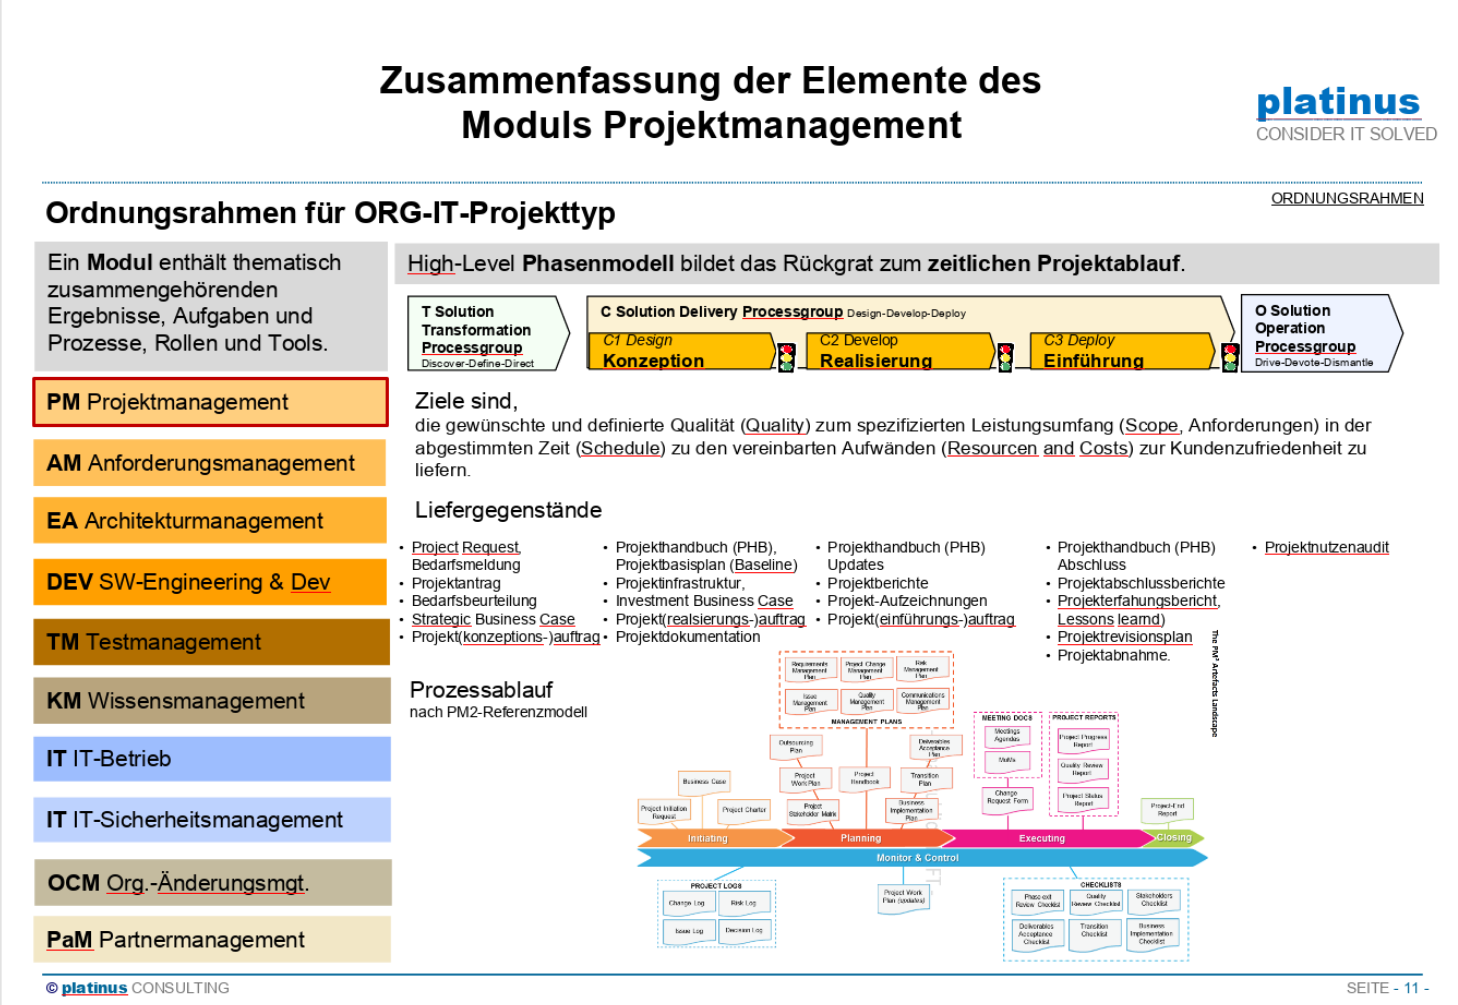 Zusammenfassung der Elemente des
Moduls Projektmanagement
platinus
CONSIDER IT SOLVED
ORDNUNGSRAHMEN
Ordnungsrahmen für ORG-IT-Projekttyp
Ein Modul enthält thematisch
zusammengehörenden
Ergebnisse, Aufgaben und
Prozesse, Rollen und Tools.
PM Projektmanagement
AM Anforderungsmanagement
EA Architekturmanagement
DEV SW-Engineering & Dev
TM Testmanagement
KM Wissensmanagement
IT IT-Betrieb
IT IT-Sicherheitsmanagement
OCM Org.-Änderungsmgt.
PaM Partnermanagement
High-Level Phasenmodell bildet das Rückgrat zum zeitlichen Projektablauf.
T Solution
Transformation
Processgroup
Discover-Define-Direct
C Solution Delivery Processgroup Design-Develop-Deploy
C1 Design
Konzeption
C2 Develop
Realisierung
C3 Deploy
Einführung
O Solution
Operation
Processgroup
Drive-Devote-Dismantle
Ziele sind,
die gewünschte und definierte Qualität (Quality) zum spezifizierten Leistungsumfang (Scope, Anforderungen) in der
abgestimmten Zeit (Schedule) zu den vereinbarten Aufwänden (Resourcen and Costs) zur Kundenzufriedenheit zu
liefern.
Liefergegenstände
• Project Request,
Bedarfsmeldung
• Projektantrag
• Bedarfsbeurteilung
• Strategic Business Case
• Projekt(konzeptions-)auftrag
• Projekthandbuch (PHB),
Projektbasisplan (Baseline)
• Projektinfrastruktur,
• Investment Business Case
• Projekt(realsierungs-)auftrag
• Projektdokumentation
• Projekthandbuch (PHB)
Updates
• Projektberichte
• Projekt-Aufzeichnungen
• Projekt(einführungs-)auftrag
• Projekthandbuch (PHB)
Abschluss
• Projektabschlussberichte
• Projekterfahungsbericht,
Lessons learnd)
• Projektrevisionsplan
• Projektabnahme.
• Projektnutzenaudit
Prozessablauf
nach PM2-Referenzmodell
The PM² Artefacts Landscape
Requirements
Management
Plan
Project Change
Management
Plan
Risk
Management
Plan
Issue
Management
Plan
Quality
Management
Plan
Communications
Management
Plan
MANAGEMENT PLANS
Outsourcing
Plan
Deliverables
Acceptance
Plan
Project
Work Plan
Project
Handbook
Transition
Plan
Project
Stakeholder Matrix
Business
Implementation
Plan
Business Case
Project Initiation
Request
Project Charter
MEETING DOCS
Meetings
Agendas
MoMs
Change
Request Form
PROJECT REPORTS
Project Progress
Report
Quality Review
Report
Project Status
Report
Project-End
Report
Initiating
Planning
Executing
Closing
Monitor & Control
PROJECT LOGS
Change Log
Risk Log
Issue Log
Decision Log
Project Work
Plan (updates)
CHECKLISTS
Phase-exit
Review Checklist
Quality
Review Checklist
Stakeholders
Checklist
Deliverables
Acceptance
Checklist
Transition
Checklist
Business
Implementation
Checklist
© platinus CONSULTING
SEITE - 11 -